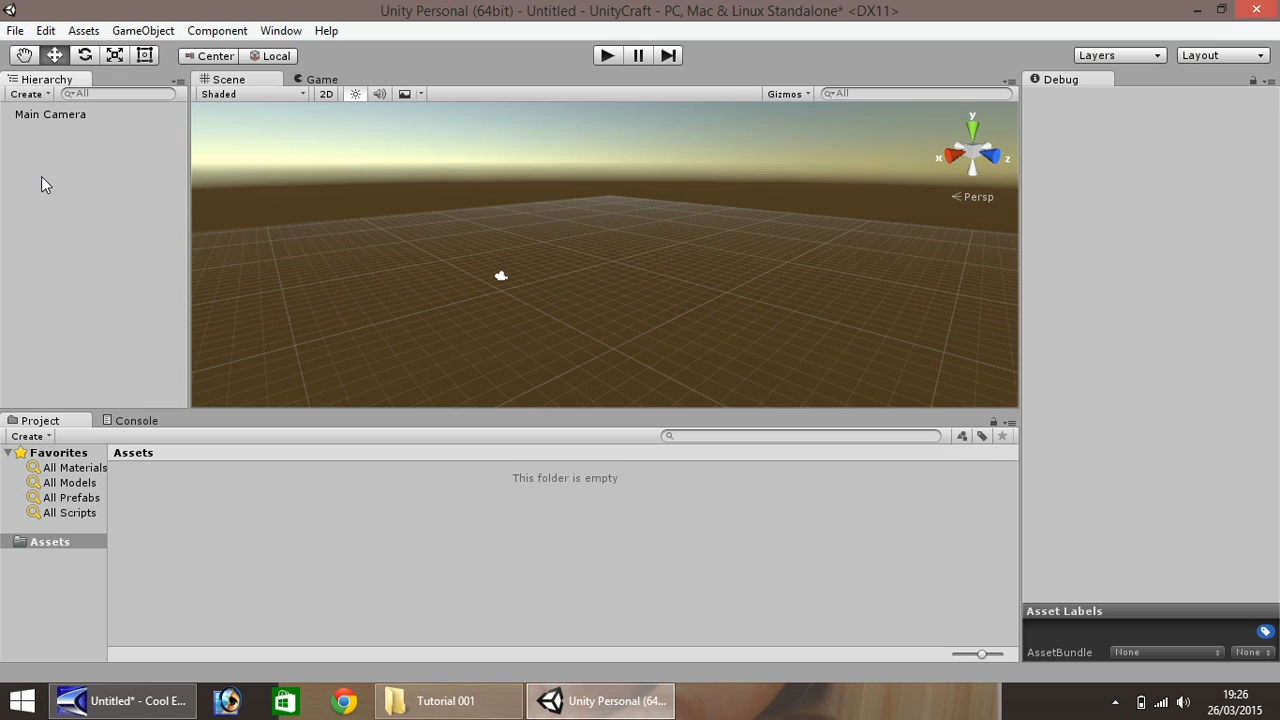 Unity Personal (64bit) - Untitled - UnityCraft - PC, Mac & Linux Standalone* <DX11>
File Edit Assets GameObject Component Window Help
Center Local Layers Layout
Hierarchy Scene Game Debug
Create All Shaded 2D Gizmos All
Main Camera
y
x z
Persp
Project Console
Create
Favorites Assets
All Materials
All Models
All Prefabs
All Scripts
Assets
This folder is empty
Asset Labels
AssetBundle None None
Untitled* - Cool E... Tutorial 001 Unity Personal (64...
19:26
26/03/2015